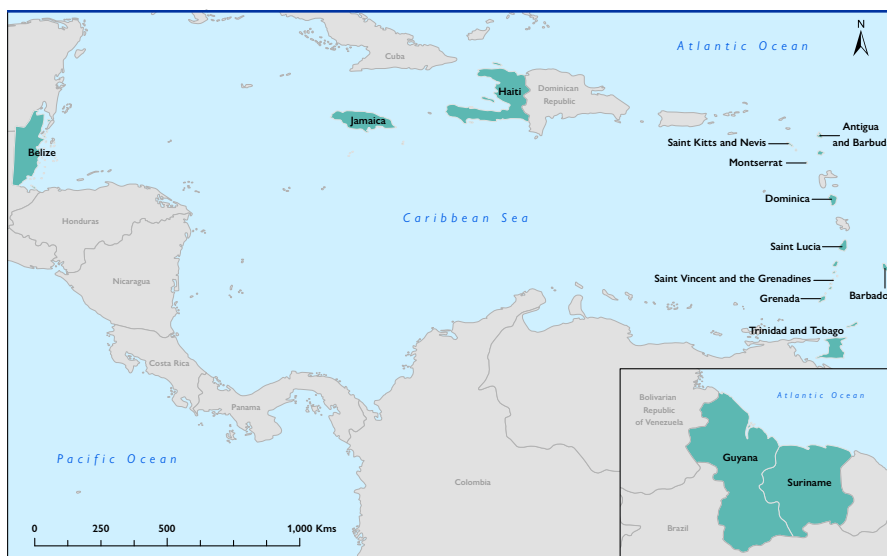 N
Atlantic Ocean
Cuba
Haiti
Dominican
Republic
Jamaica
Antigua
and Barbud
Saint Kitts and Nevis
Montserrat
Belize
Dominica
Caribbean Sea
Honduras
Saint Lucia
Nicaragua
Saint Vincent and the Grenadines
Grenada
Barbado
Trinidad and Tobago
Costa Rica
Panama
Pacific Ocean
Colombia
Atlantic Ocean
Bolivarian
Republic
of Venezuela
Guyana
Suriname
Brazil
0 250 500 1,000 Kms